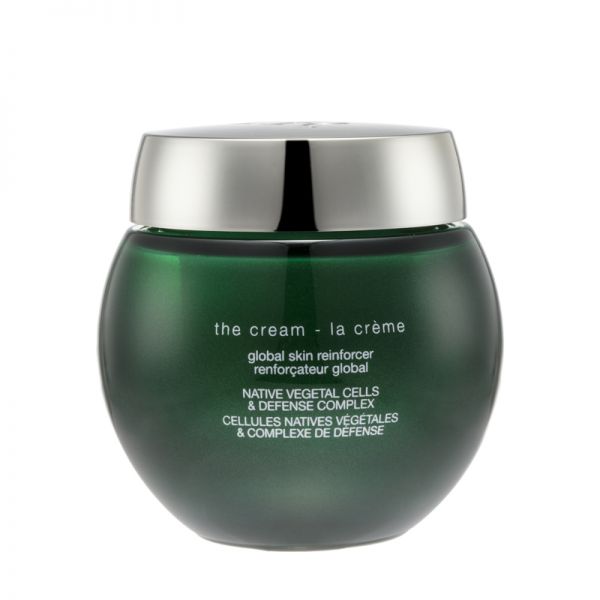 the cream - la crème
global skin reinforcer
renforçateur global
NATIVE VEGETAL CELLS
& DEFENSE COMPLEX
CELLULES NATIVES VÉGÉTALES
& COMPLEXE DE DÉFENSE